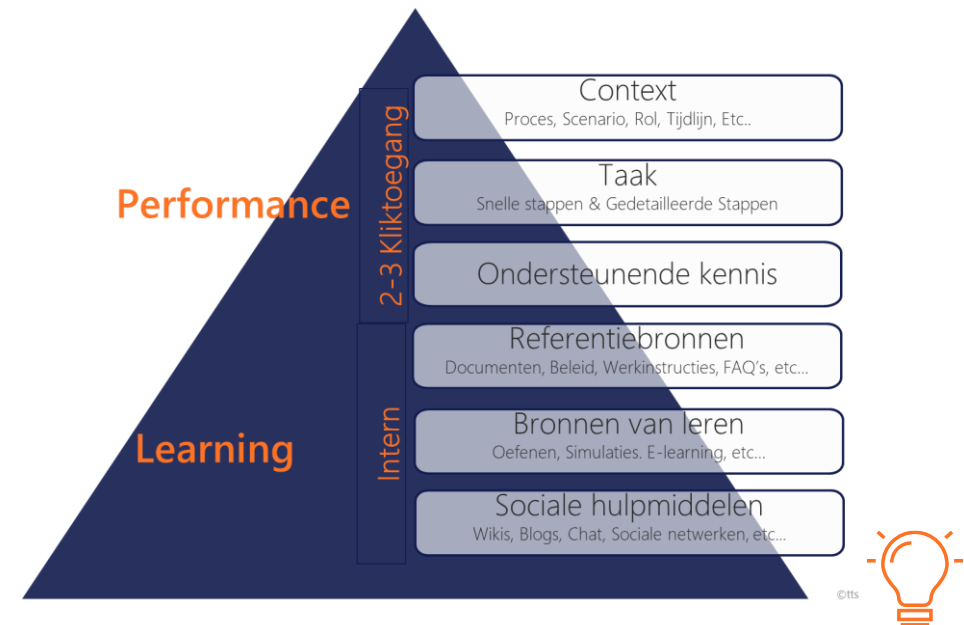 Context
Proces, Scenario, Rol, Tijdlijn, Etc..
Taak
Snelle stappen & Gedetailleerde Stappen
Performance
2-3 Kliktoegang
Ondersteunende kennis
Referentiebronnen
Documenten, Beleid, Werkinstructies, FAQ's, etc...
Learning
Intern
Bronnen van leren
Oefenen, Simulaties. E-learning, etc...
Sociale hulpmiddelen
Wikis, Blogs, Chat, Sociale netwerken, etc...
©tts